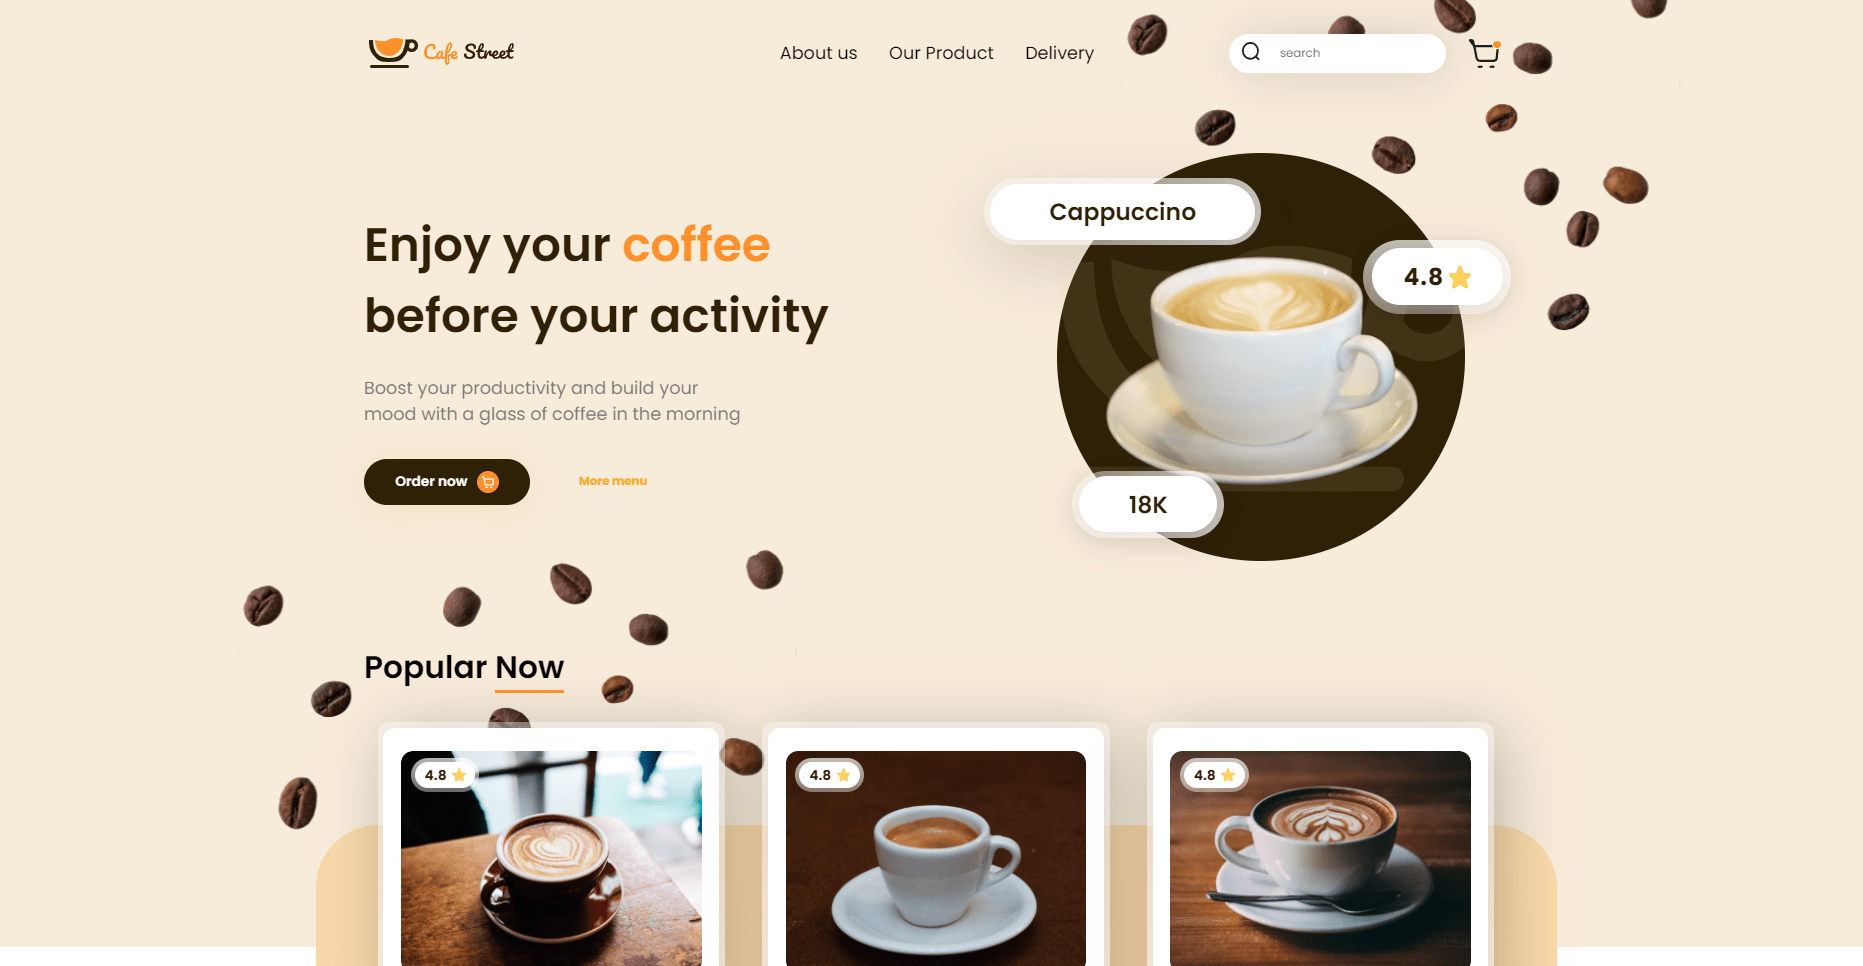 Cafe Street
About us
Our Product
Delivery
search
Enjoy your coffee
before your activity
Boost your productivity and build your
mood with a glass of coffee in the morning
Order now
More menu
Cappuccino
4.8
18K
Popular Now
4.8
4.8
4.8